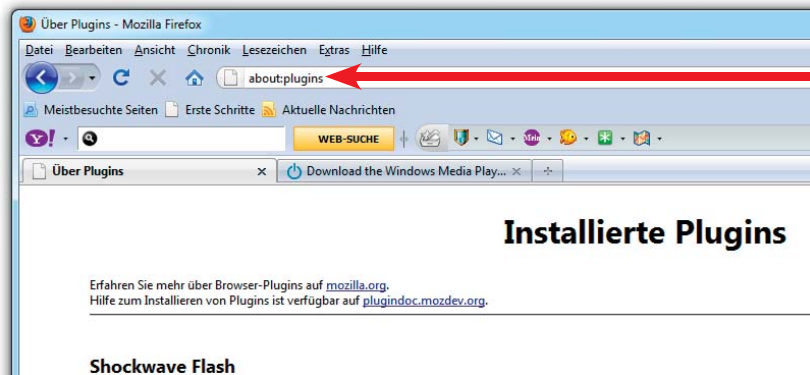 Über Plugins - Mozilla Firefox
Datei Bearbeiten Ansicht Chronik Lesezeichen Extras Hilfe
about:plugins
Meistbesuchte Seiten Erste Schritte Aktuelle Nachrichten
Y! WEB-SUCHE
Über Plugins Download the Windows Media Play...
Installierte Plugins
Erfahren Sie mehr über Browser-Plugins auf mozilla.org.
Hilfe zum Installieren von Plugins ist verfügbar auf plugindoc.mozdev.org.
Shockwave Flash